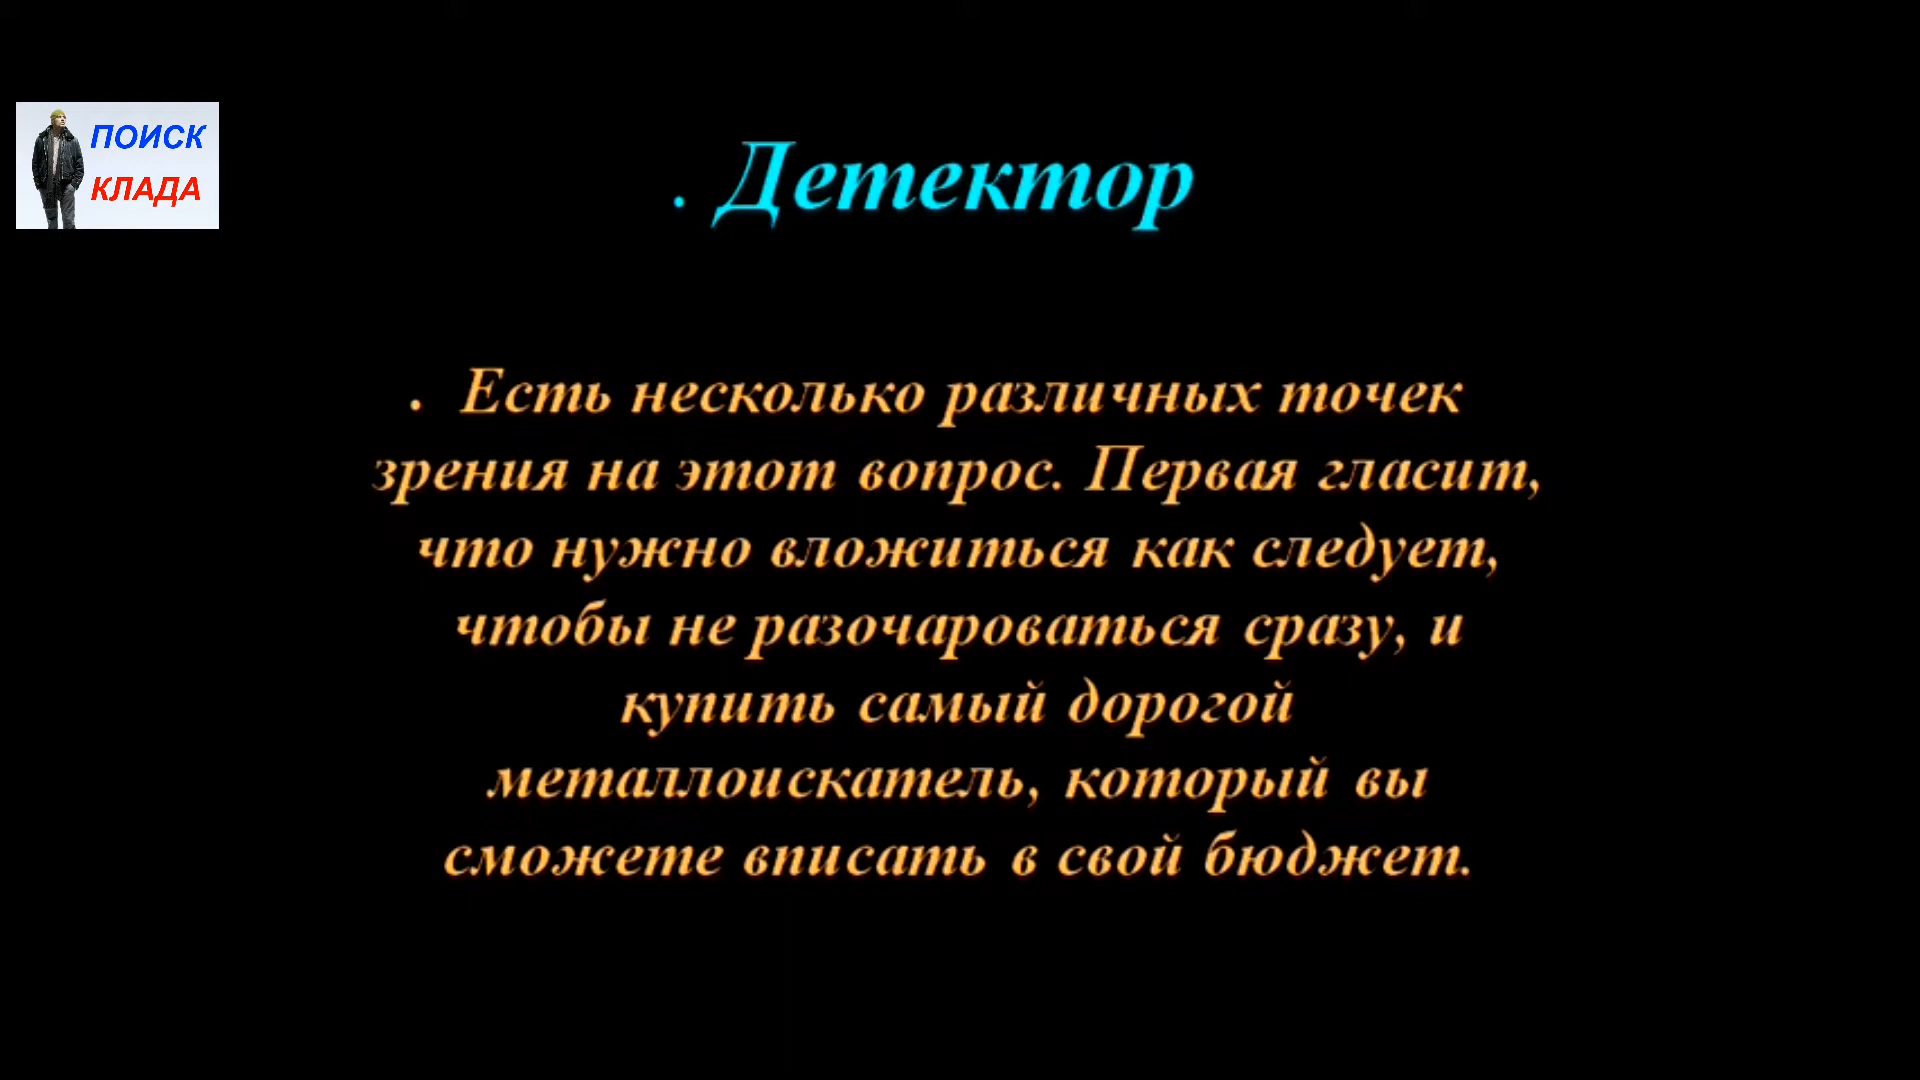 ПОИСК
КЛАДА
. Детектор
. Есть несколько различных точек
зрения на этот вопрос. Первая гласит,
что нужно вложиться как следует,
чтобы не разочароваться сразу, и
купить самый дорогой
металлоискатель, который вы
сможете вписать в свой бюджет.